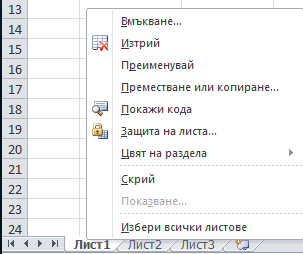 13
14
15
16
17
18
19
20
21
22
23
24
Вмъкване...
Изтрий
Преименувай
Преместване или копиране...
Покажи кода
Защита на листа...
Цвят на раздела
Скрий
Показване...
Избери всички листове
Лист1 Лист2 Лист3